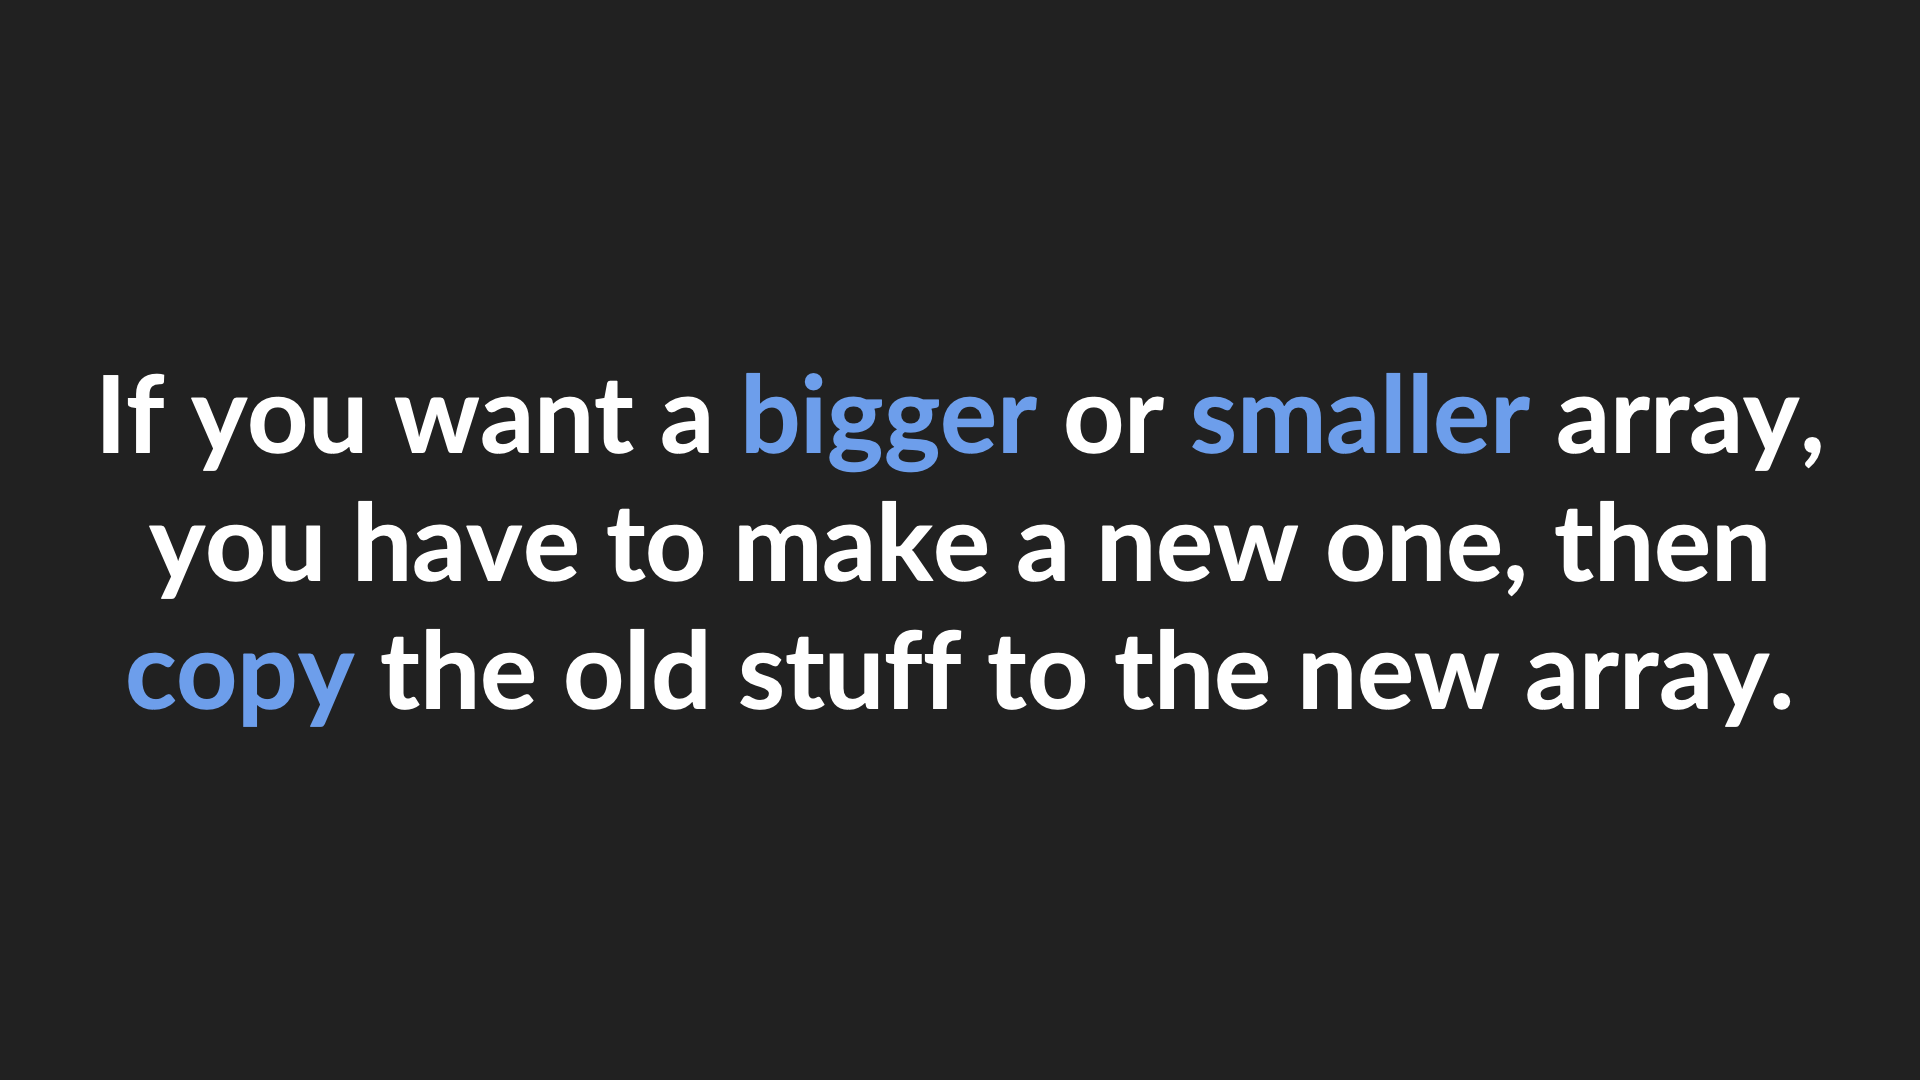 If you want a bigger or smaller array,
you have to make a new one, then
copy the old stuff to the new array.